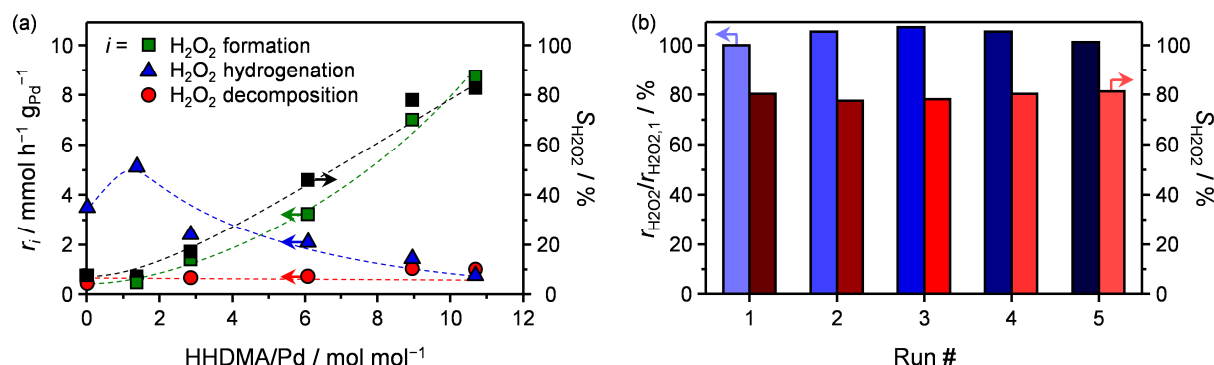 (a)
i =
H₂O₂ formation
H₂O₂ hydrogenation
H₂O₂ decomposition
rᵢ / mmol h⁻¹ gPd⁻¹
10
8
6
4
2
0
100
80
60
40
20
0
S_H2O2 / %
0 2 4 6 8 10 12
HHDMA/Pd / mol mol⁻¹
(b)
r_H2O2/r_H2O2,1 / %
100
80
60
40
20
0
100
80
60
40
20
0
S_H2O2 / %
1 2 3 4 5
Run #